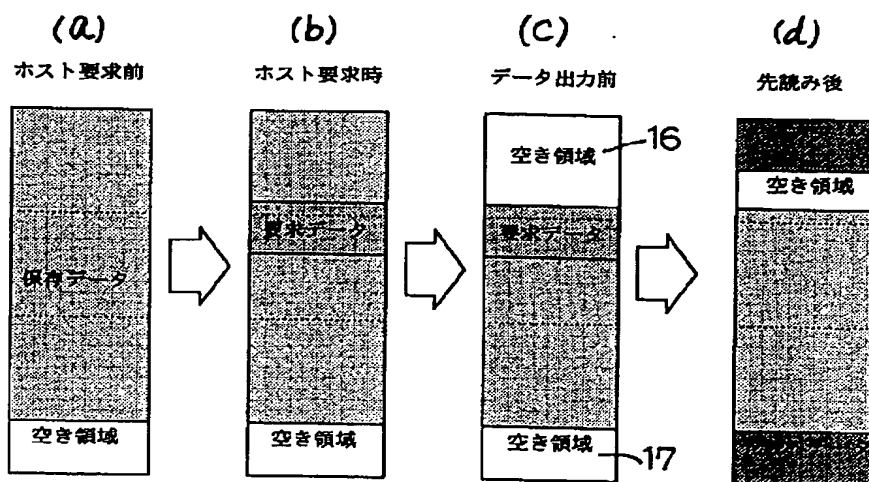 (a)
ホスト要求前
保存データ
空き領域
(b)
ホスト要求時
要求データ
空き領域
(c)
データ出力前
空き領域
16
要求データ
空き領域
17
(d)
先読み後
空き領域